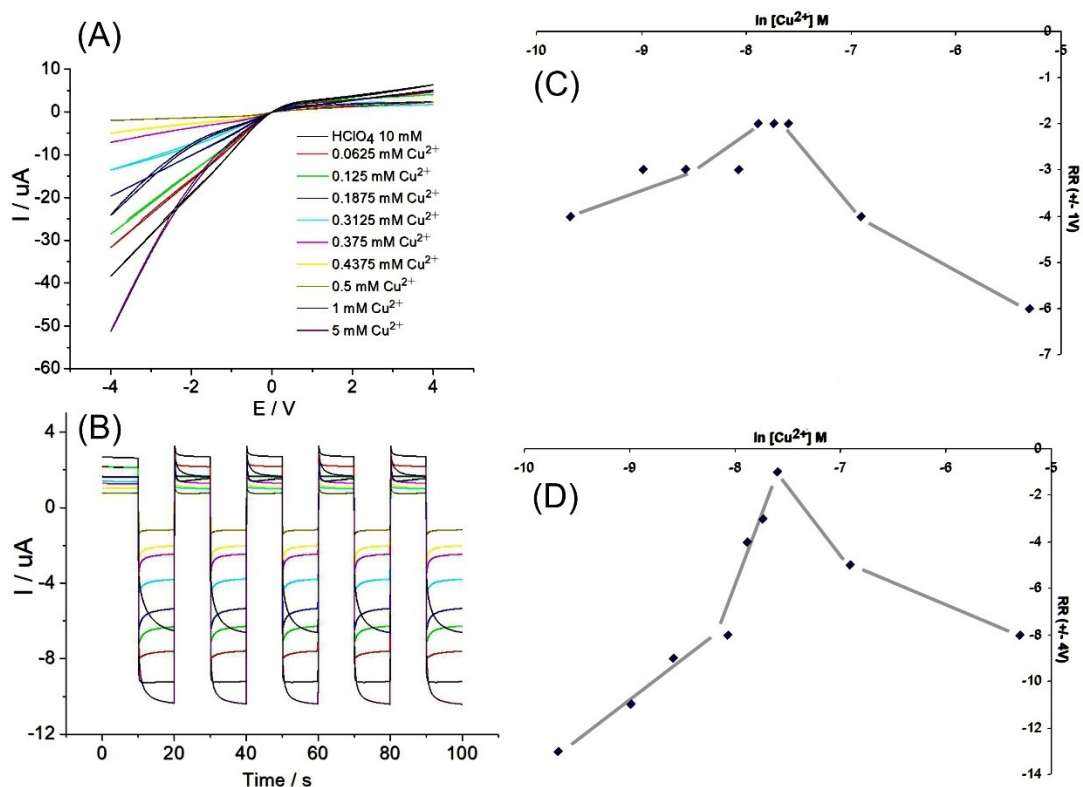 (A)
10
0
-10
-20
-30
-40
-50
-60
I / uA
-4
-2
0
2
4
E / V
HClO₄ 10 mM
0.0625 mM Cu²⁺
0.125 mM Cu²⁺
0.1875 mM Cu²⁺
0.3125 mM Cu²⁺
0.375 mM Cu²⁺
0.4375 mM Cu²⁺
0.5 mM Cu²⁺
1 mM Cu²⁺
5 mM Cu²⁺
(B)
4
0
-4
-8
-12
I / uA
0
20
40
60
80
100
Time / s
ln [Cu²⁺] M
-10
-9
-8
-7
-6
-5
(C)
0
-1
-2
-3
-4
-5
-6
-7
RR (+/- 1V)
ln [Cu²⁺] M
-10
-9
-8
-7
-6
-5
(D)
0
-2
-4
-6
-8
-10
-12
-14
RR (+/- 4V)